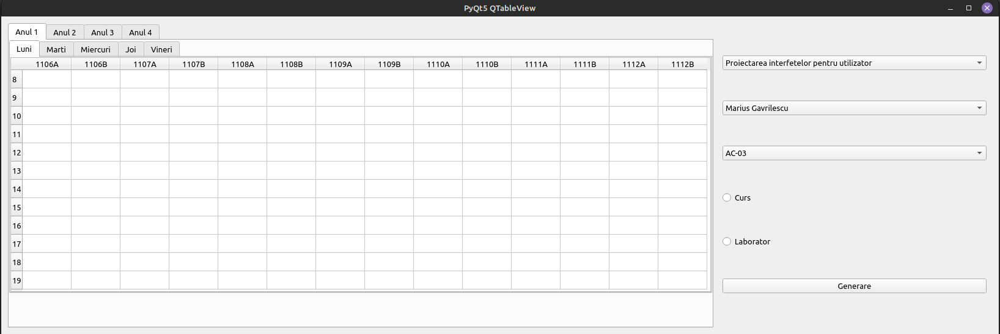 PyQt5 QTableView
Anul 1 Anul 2 Anul 3 Anul 4
Luni Marti Miercuri Joi Vineri
1106A 1106B 1107A 1107B 1108A 1108B 1109A 1109B 1110A 1110B 1111A 1111B 1112A 1112B
8
9
10
11
12
13
14
15
16
17
18
19
Proiectarea interfetelor pentru utilizator
Marius Gavrilescu
AC-03
Curs
Laborator
Generare